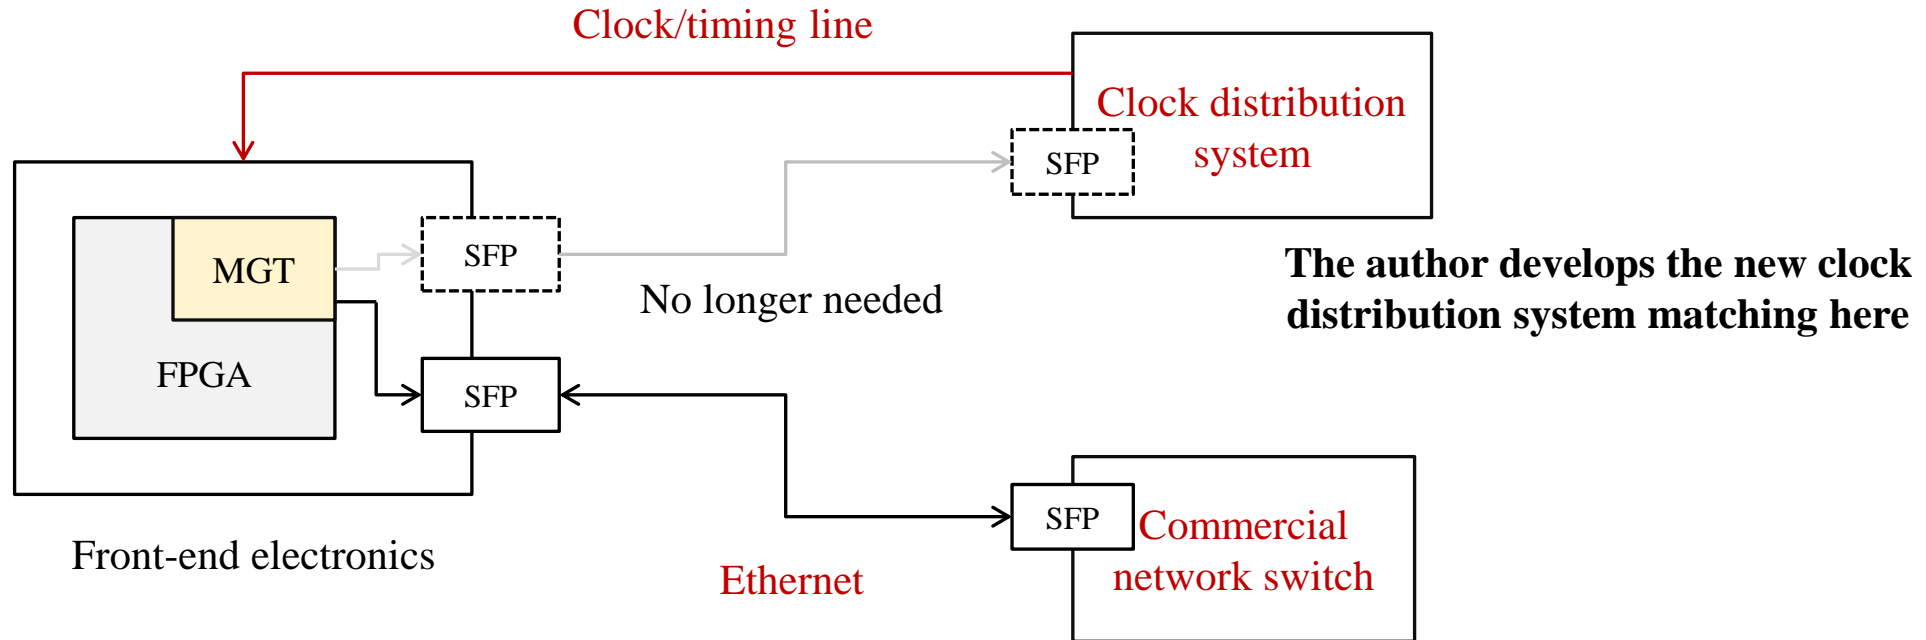 Clock/timing line
Clock distribution
system
SFP
MGT
SFP
No longer needed
The author develops the new clock
distribution system matching here
FPGA
SFP
Front-end electronics
Ethernet
SFP
Commercial
network switch